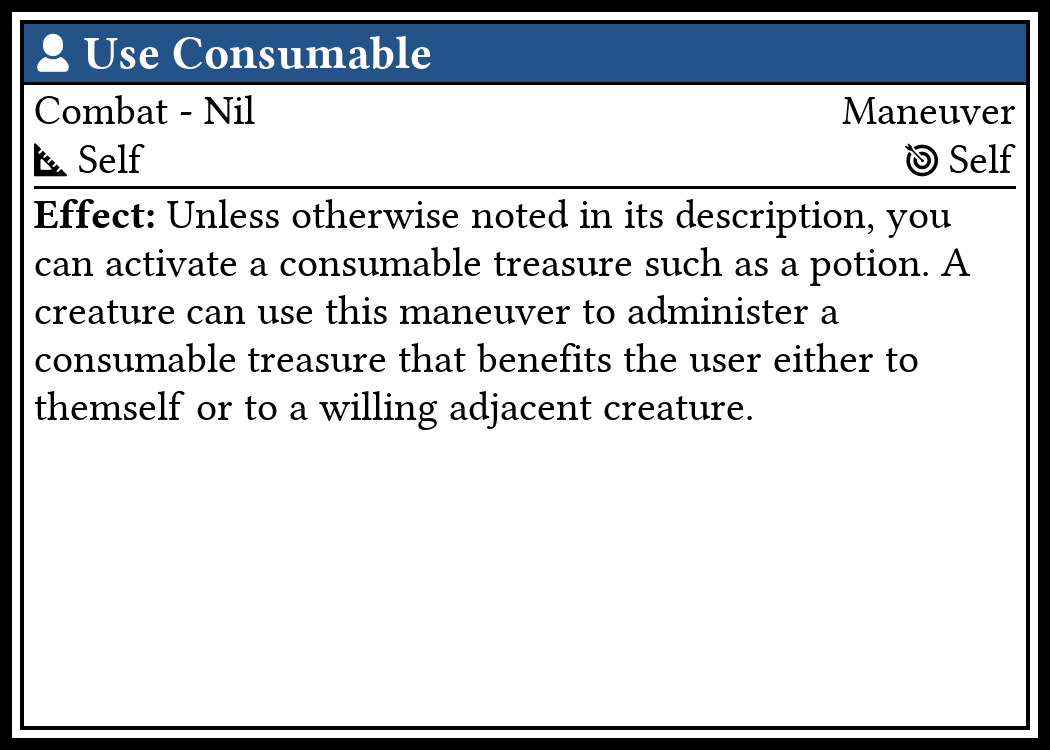 Use Consumable
Combat - Nil
Maneuver
Self
Self
Effect: Unless otherwise noted in its description, you
can activate a consumable treasure such as a potion. A
creature can use this maneuver to administer a
consumable treasure that benefits the user either to
themself or to a willing adjacent creature.